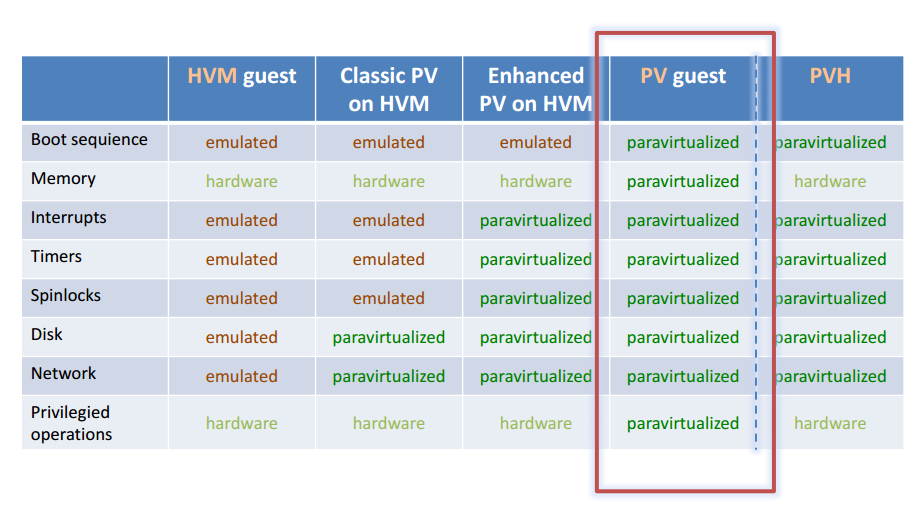 HVM guest Classic PV on HVM Enhanced PV on HVM PV guest PVH
Boot sequience emulated emulated emulated paravirtualized paravirtualized
Memory hardware hardware hardware paravirtualized hardware
Interrupts emulated emulated paravirtualized paravirtualized paravirtualized
Timers emulated emulated paravirtualized paravirtualized paravirtualized
Spinlocks emulated emulated paravirtualized paravirtualized paravirtualized
Disk emulated paravirtualized paravirtualized paravirtualized paravirtualized
Network emulated paravirtualized paravirtualized paravirtualized paravirtualized
Privilegied operations hardware hardware hardware paravirtualized hardware